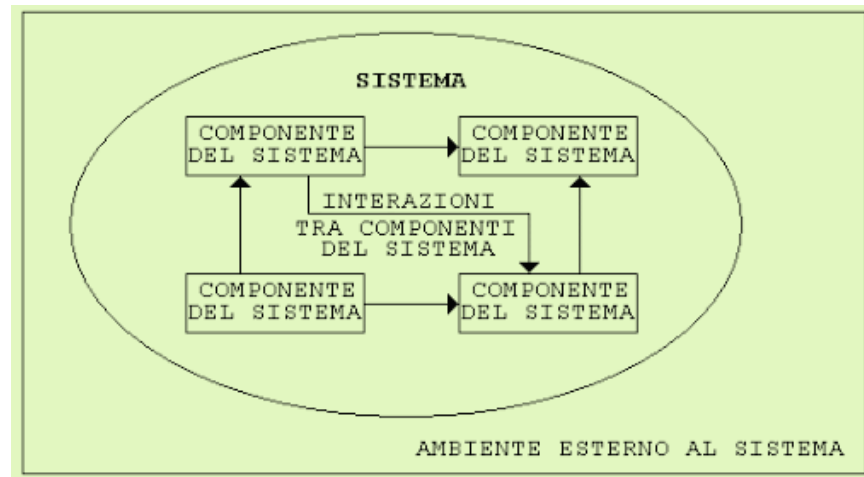 SISTEMA
COMPONENTE
DEL SISTEMA
COMPONENTE
DEL SISTEMA
INTERAZIONI
TRA COMPONENTI
DEL SISTEMA
COMPONENTE
DEL SISTEMA
COMPONENTE
DEL SISTEMA
AMBIENTE ESTERNO AL SISTEMA